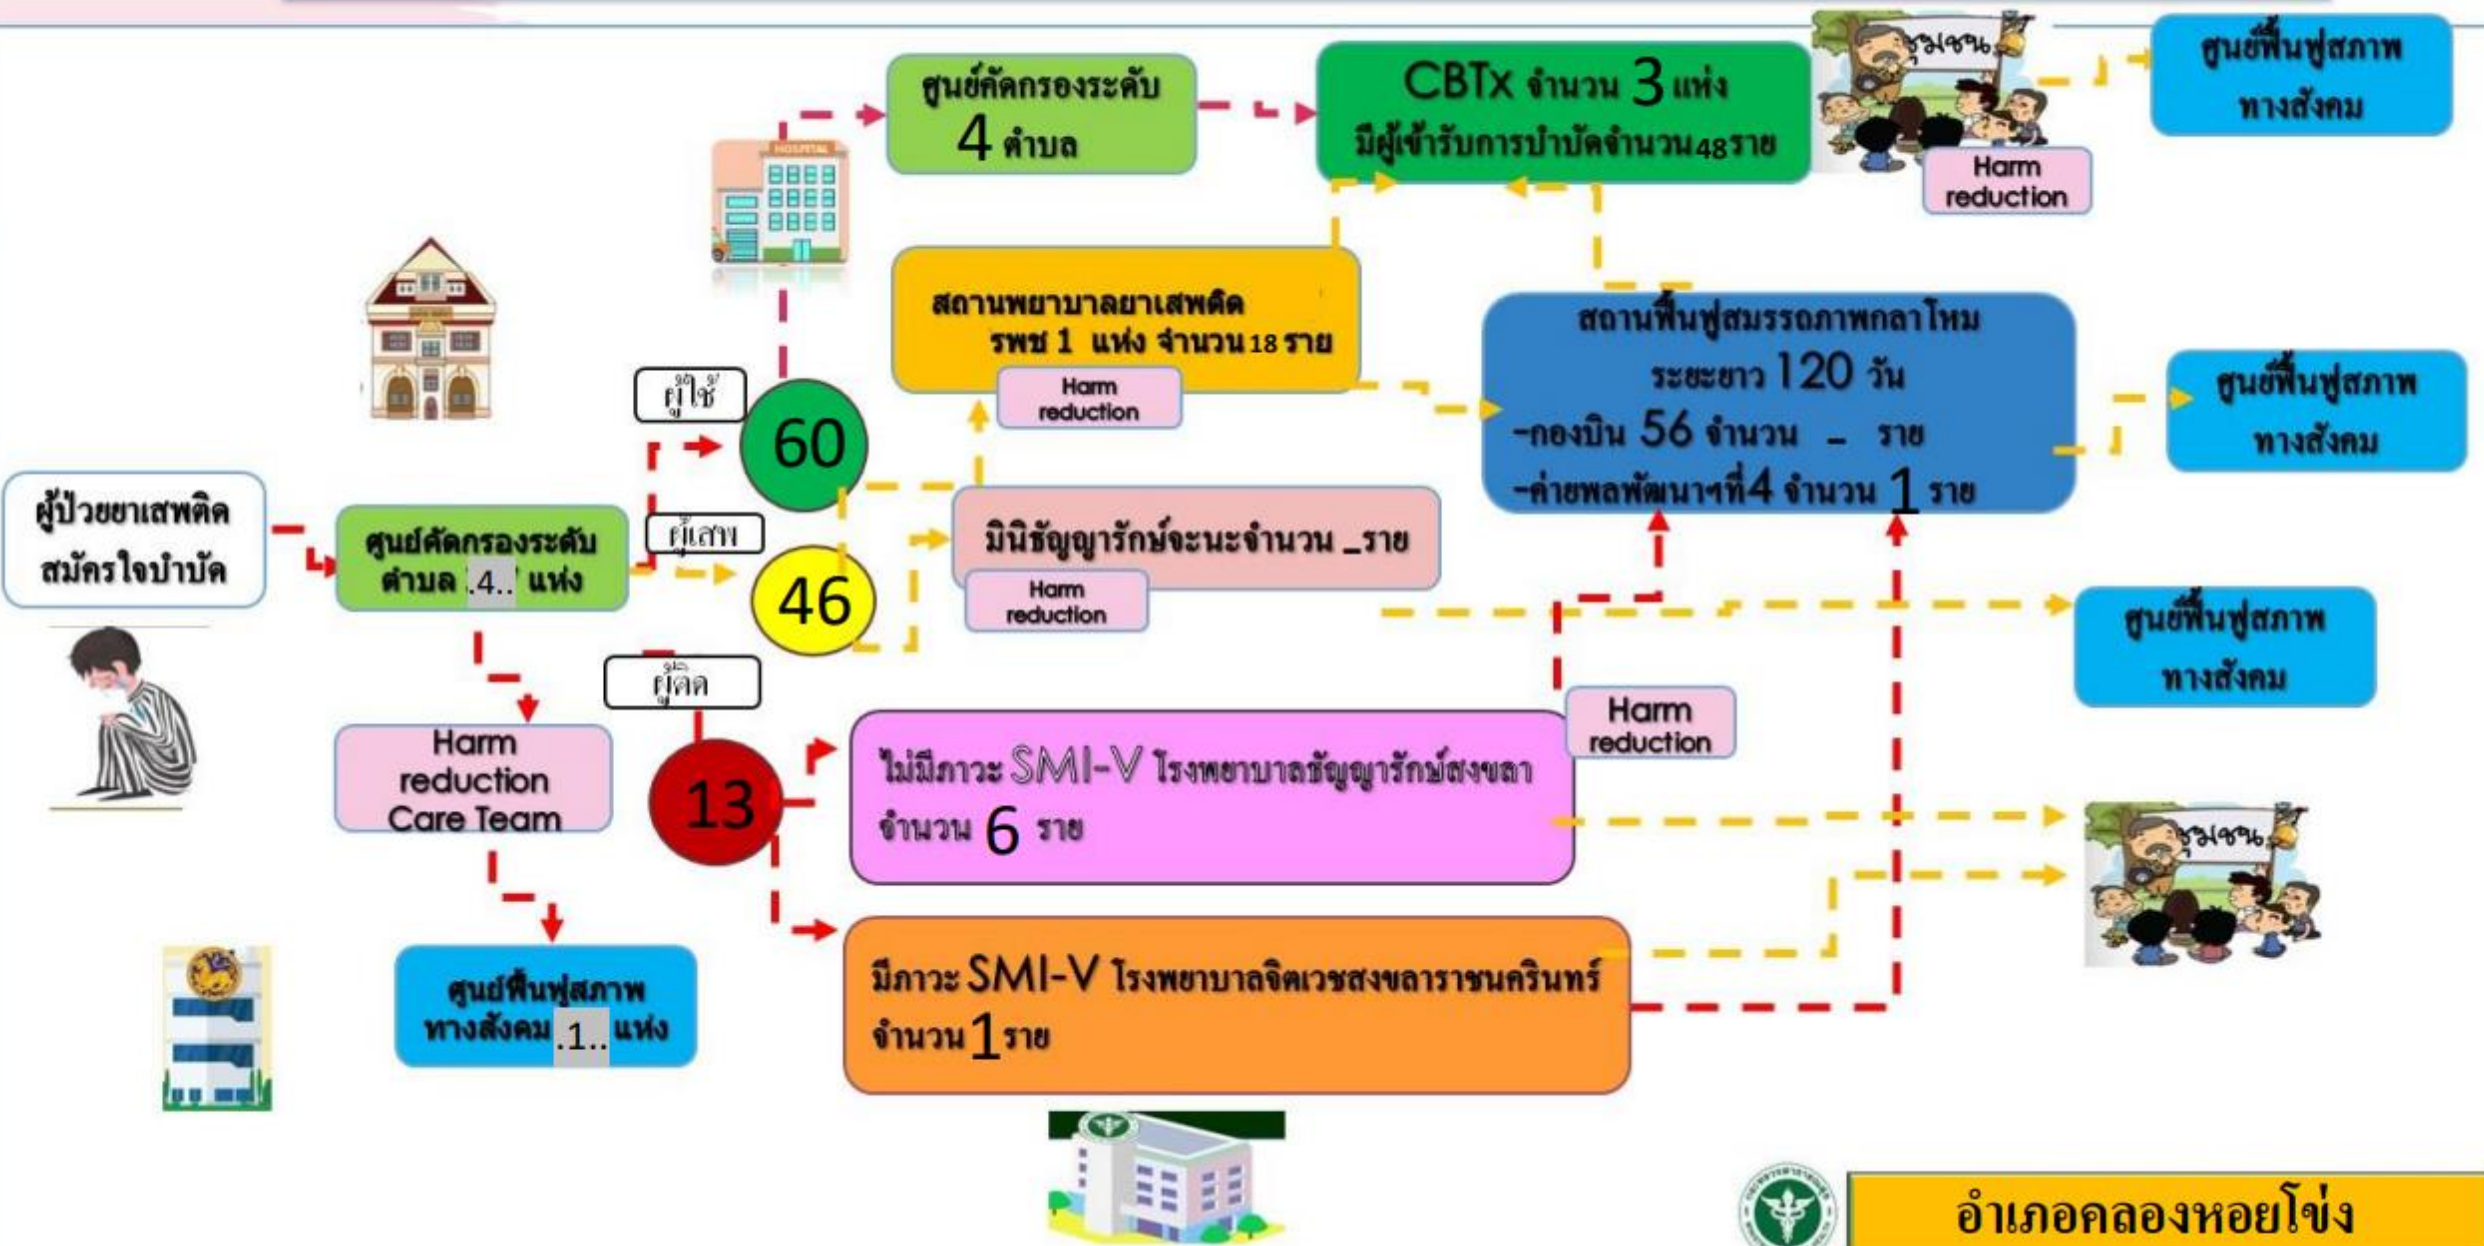 ศูนย์คัดกรองระดับ
4 ตำบล
CBTx จำนวน 3 แห่ง
มีผู้เข้ารับการบำบัดจำนวน48ราย
ชุมชน
Harm
reduction
ศูนย์ฟื้นฟูสภาพ
ทางสังคม
HOSPITAL
สถานพยาบาลยาเสพติด
รพช 1 แห่ง จำนวน 18 ราย
Harm
reduction
สถานฟื้นฟูสมรรถภาพกลาโหม
ระยะยาว 120 วัน
-กองบิน 56 จำนวน - ราย
-ค่ายพลพัฒนาฯที่4 จำนวน 1 ราย
ศูนย์ฟื้นฟูสภาพ
ทางสังคม
ผู้ใช้
60
ผู้ป่วยยาเสพติด
สมัครใจบำบัด
ศูนย์คัดกรองระดับ
ตำบล .4.. แห่ง
ผู้เสพ
46
มินิธัญญารักษ์จะนะจำนวน _ราย
Harm
reduction
ศูนย์ฟื้นฟูสภาพ
ทางสังคม
ผู้ติด
13
Harm
reduction
Care Team
ไม่มีภาวะ SMI-V โรงพยาบาลธัญญารักษ์สงขลา
จำนวน 6 ราย
Harm
reduction
ชุมชน
มีภาวะ SMI-V โรงพยาบาลจิตเวชสงขลาราชนครินทร์
จำนวน 1 ราย
ศูนย์ฟื้นฟูสภาพ
ทางสังคม .1.. แห่ง
อำเภอคลองหอยโข่ง